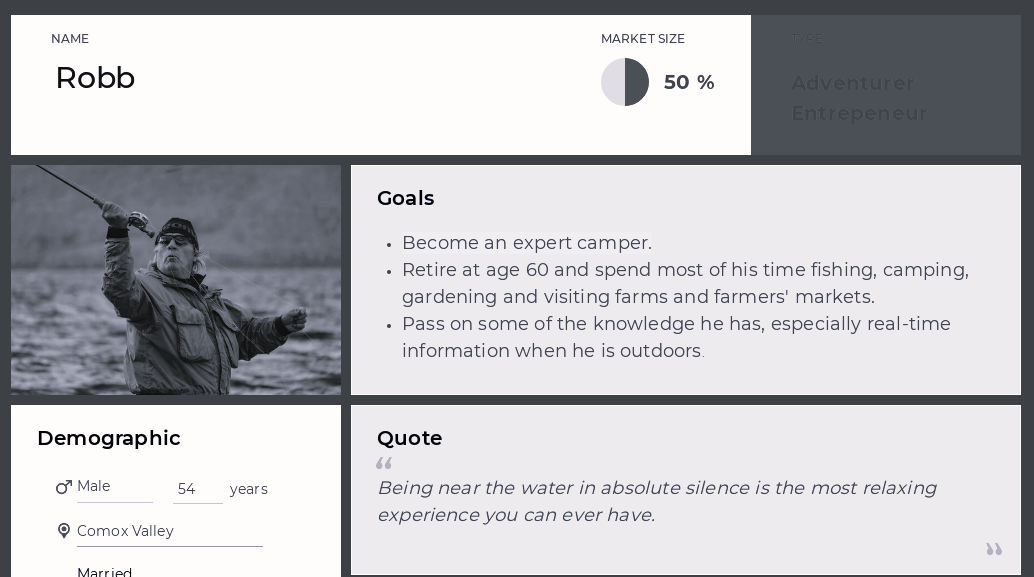 NAME
Robb
MARKET SIZE
50 %
TYPE
Adventurer
Entrepeneur
Goals
• Become an expert camper.
• Retire at age 60 and spend most of his time fishing, camping,
gardening and visiting farms and farmers' markets.
• Pass on some of the knowledge he has, especially real-time
information when he is outdoors.
Demographic
Male 54 years
Comox Valley
Married
Quote
“
Being near the water in absolute silence is the most relaxing
experience you can ever have.
”